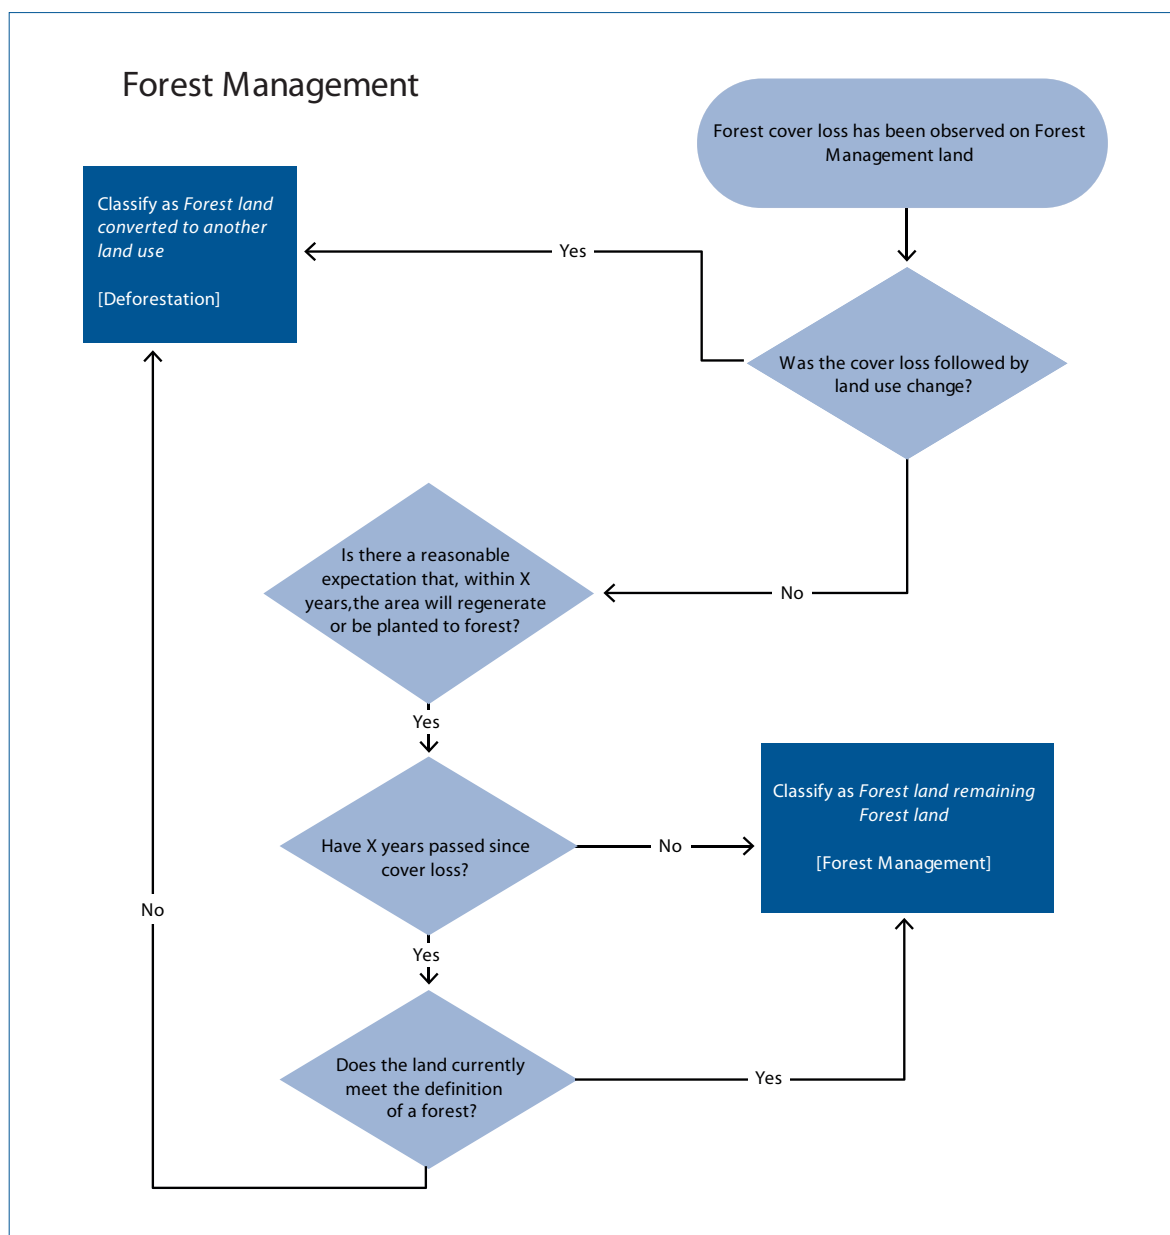 Forest Management
Forest cover loss has been observed on Forest
Management land
Classify as Forest land
converted to another
land use
[Deforestation]
Yes
Was the cover loss followed by
land use change?
Is there a reasonable
expectation that, within X
years,the area will regenerate
or be planted to forest?
No
Yes
Classify as Forest land remaining
Forest land
[Forest Management]
Have X years passed since
cover loss?
No
No
Yes
Does the land currently
meet the definition
of a forest?
Yes